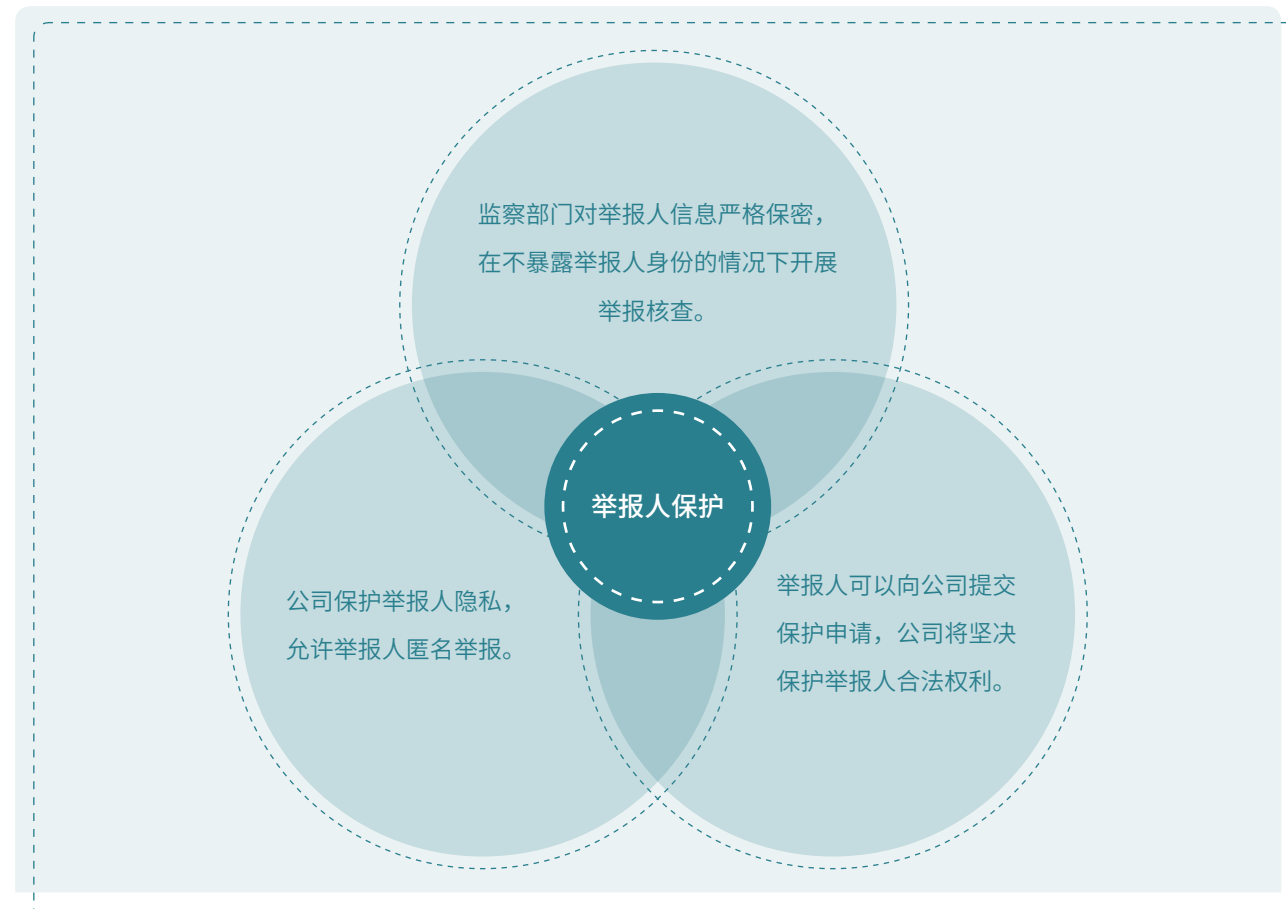 监察部门对举报人信息严格保密，
在不暴露举报人身份的情况下开展
举报核查。
举报人保护
公司保护举报人隐私，
允许举报人匿名举报。
举报人可以向公司提交
保护申请，公司将坚决
保护举报人合法权利。